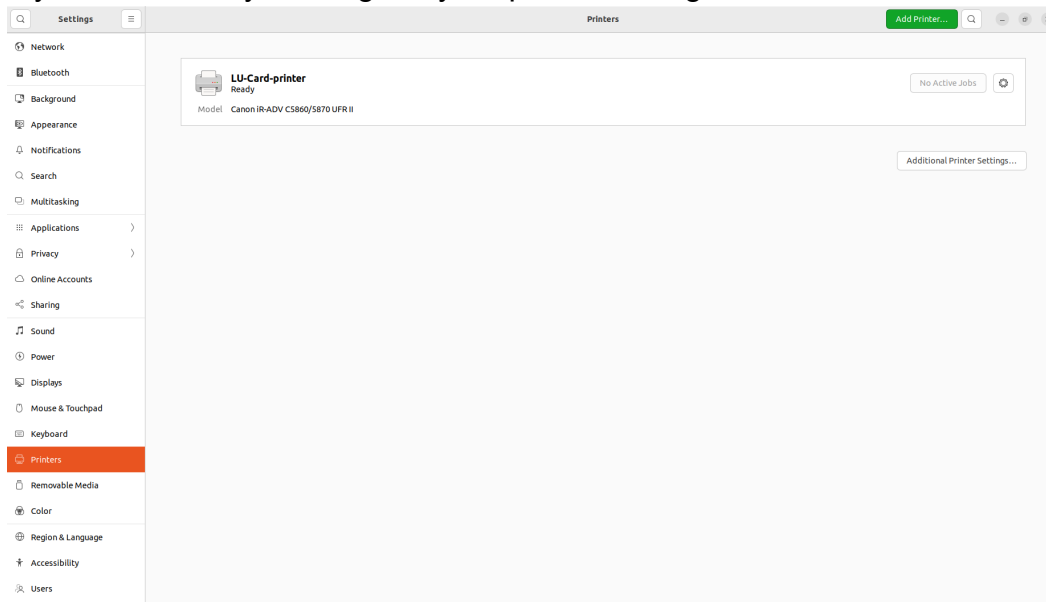 Settings
Printers
Add Printer...
Network
Bluetooth
Background
Appearance
Notifications
Search
Multitasking
Applications
Privacy
Online Accounts
Sharing
Sound
Power
Displays
Mouse & Touchpad
Keyboard
Printers
Removable Media
Color
Region & Language
Accessibility
Users
LU-Card-printer
Ready
No Active Jobs
Model Canon iR-ADV C5860/5870 UFR II
Additional Printer Settings...